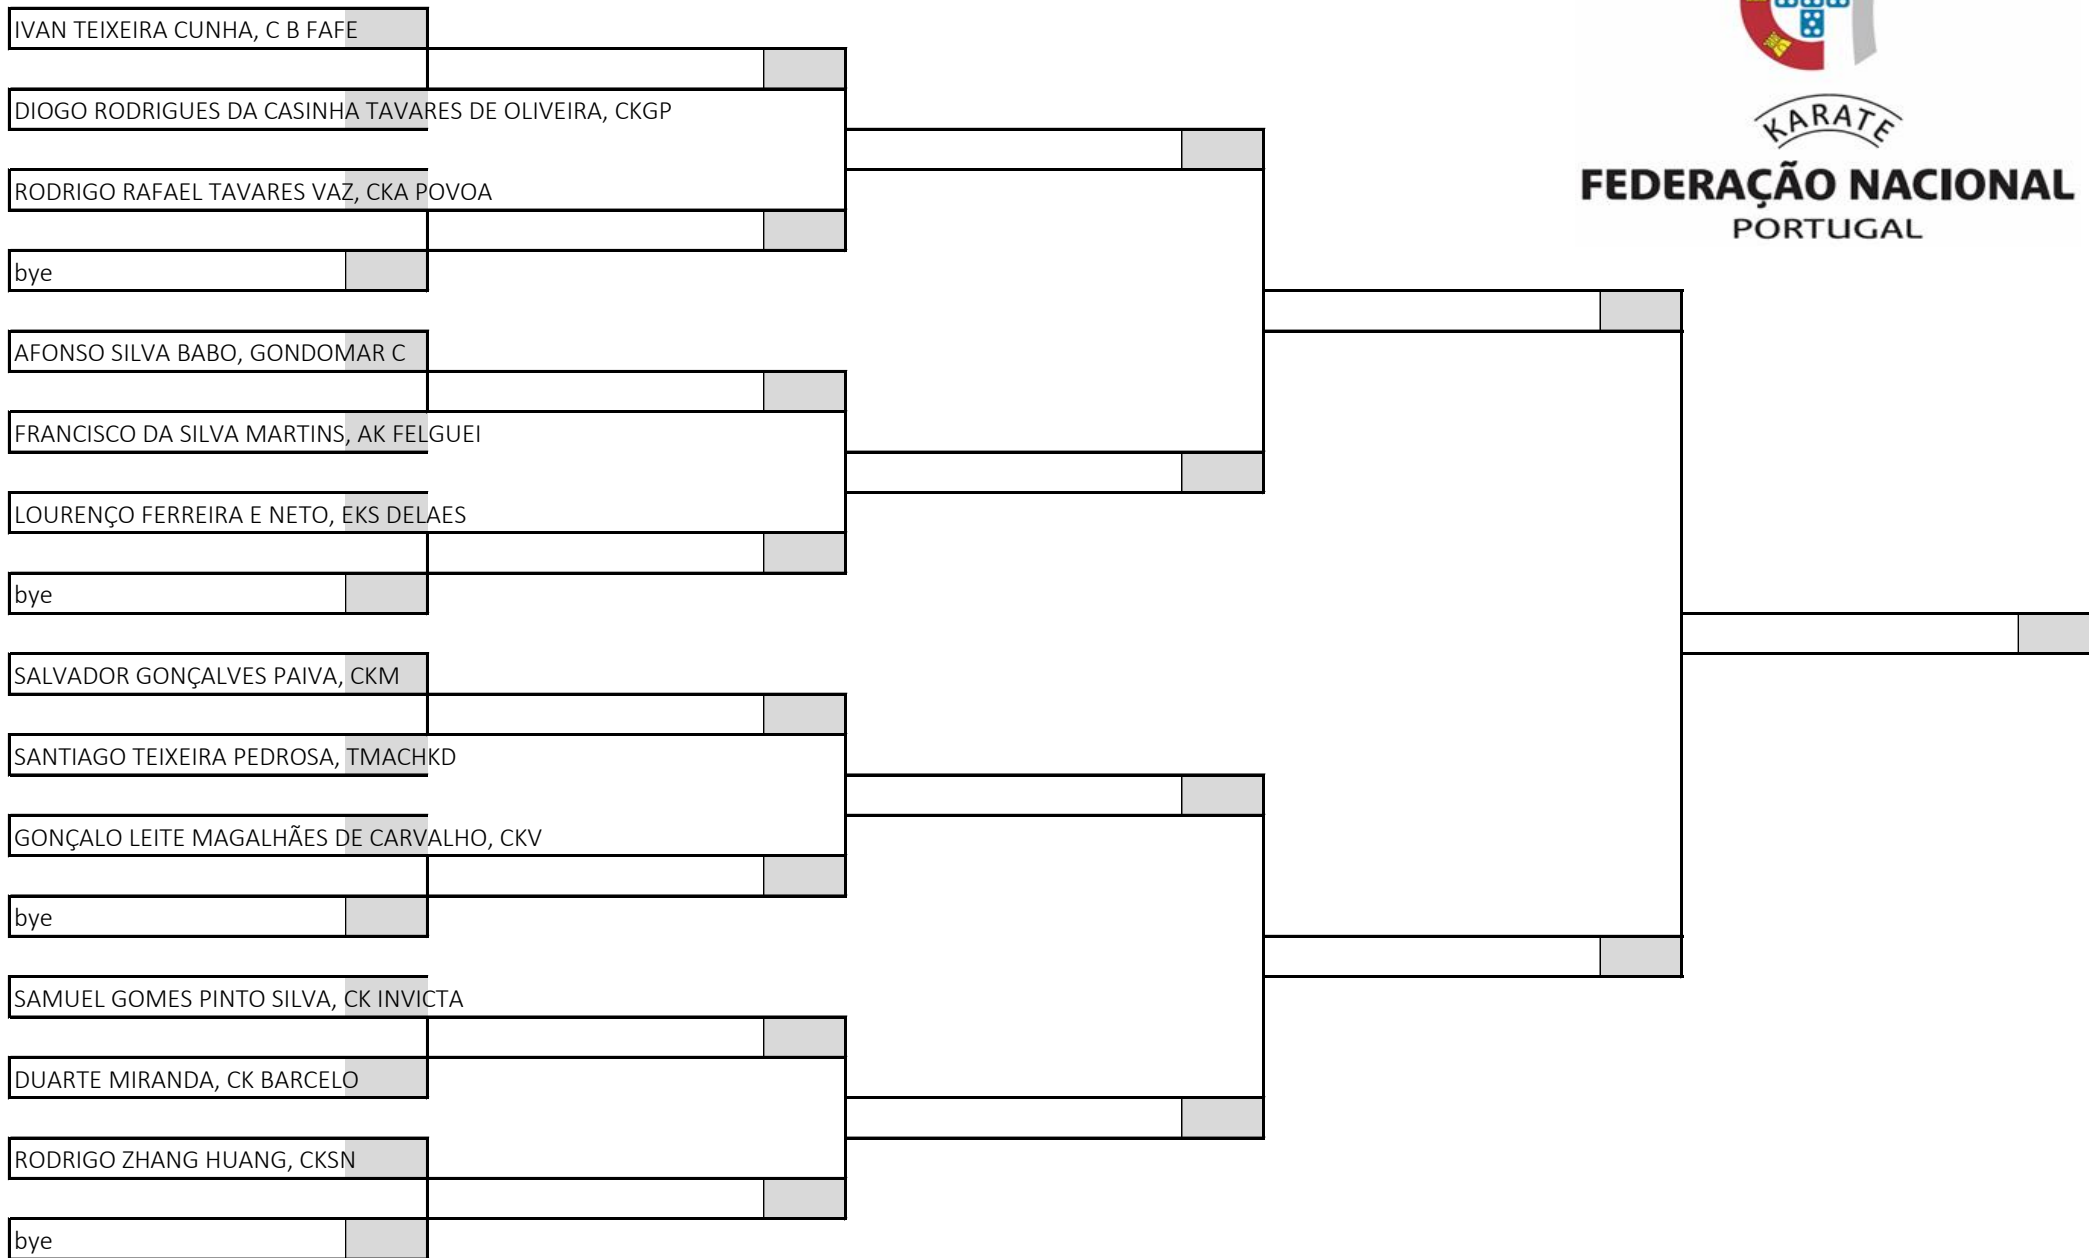 IVAN TEIXEIRA CUNHA, C B FAFE
DIOGO RODRIGUES DA CASINHA TAVARES DE OLIVEIRA, CKGP
RODRIGO RAFAEL TAVARES VAZ, CKA POVOA
bye
AFONSO SILVA BABO, GONDOMAR C
FRANCISCO DA SILVA MARTINS, AK FELGUEI
LOURENÇO FERREIRA E NETO, EKS DELAES
bye
SALVADOR GONÇALVES PAIVA, CKM
SANTIAGO TEIXEIRA PEDROSA, TMACHKD
GONÇALO LEITE MAGALHÃES DE CARVALHO, CKV
bye
SAMUEL GOMES PINTO SILVA, CK INVICTA
DUARTE MIRANDA, CK BARCELO
RODRIGO ZHANG HUANG, CKSN
bye
KARATE
FEDERAÇÃO NACIONAL
PORTUGAL